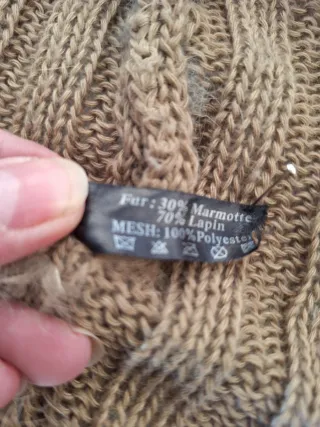 Fur: 30% Marmotte
70% Lapin
MESH: 100% Polyester